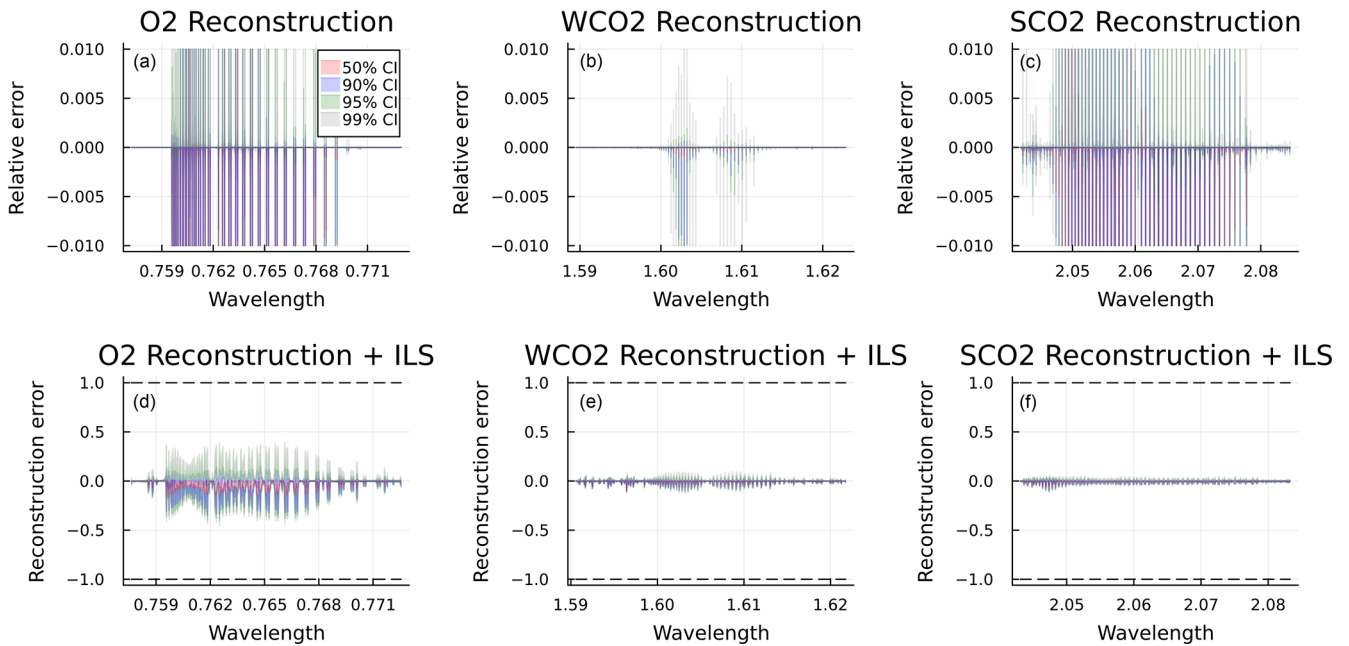 O2 Reconstruction
WCO2 Reconstruction
SCO2 Reconstruction
0.010
0.005
0.000
−0.005
−0.010
Relative error
(a)
50% CI
90% CI
95% CI
99% CI
0.759 0.762 0.765 0.768 0.771
Wavelength
0.010
0.005
0.000
−0.005
−0.010
Relative error
(b)
1.59 1.60 1.61 1.62
Wavelength
0.010
0.005
0.000
−0.005
−0.010
Relative error
(c)
2.05 2.06 2.07 2.08
Wavelength
O2 Reconstruction + ILS
WCO2 Reconstruction + ILS
SCO2 Reconstruction + ILS
1.0
0.5
0.0
−0.5
−1.0
Reconstruction error
(d)
0.759 0.762 0.765 0.768 0.771
Wavelength
1.0
0.5
0.0
−0.5
−1.0
Reconstruction error
(e)
1.59 1.60 1.61 1.62
Wavelength
1.0
0.5
0.0
−0.5
−1.0
Reconstruction error
(f)
2.05 2.06 2.07 2.08
Wavelength